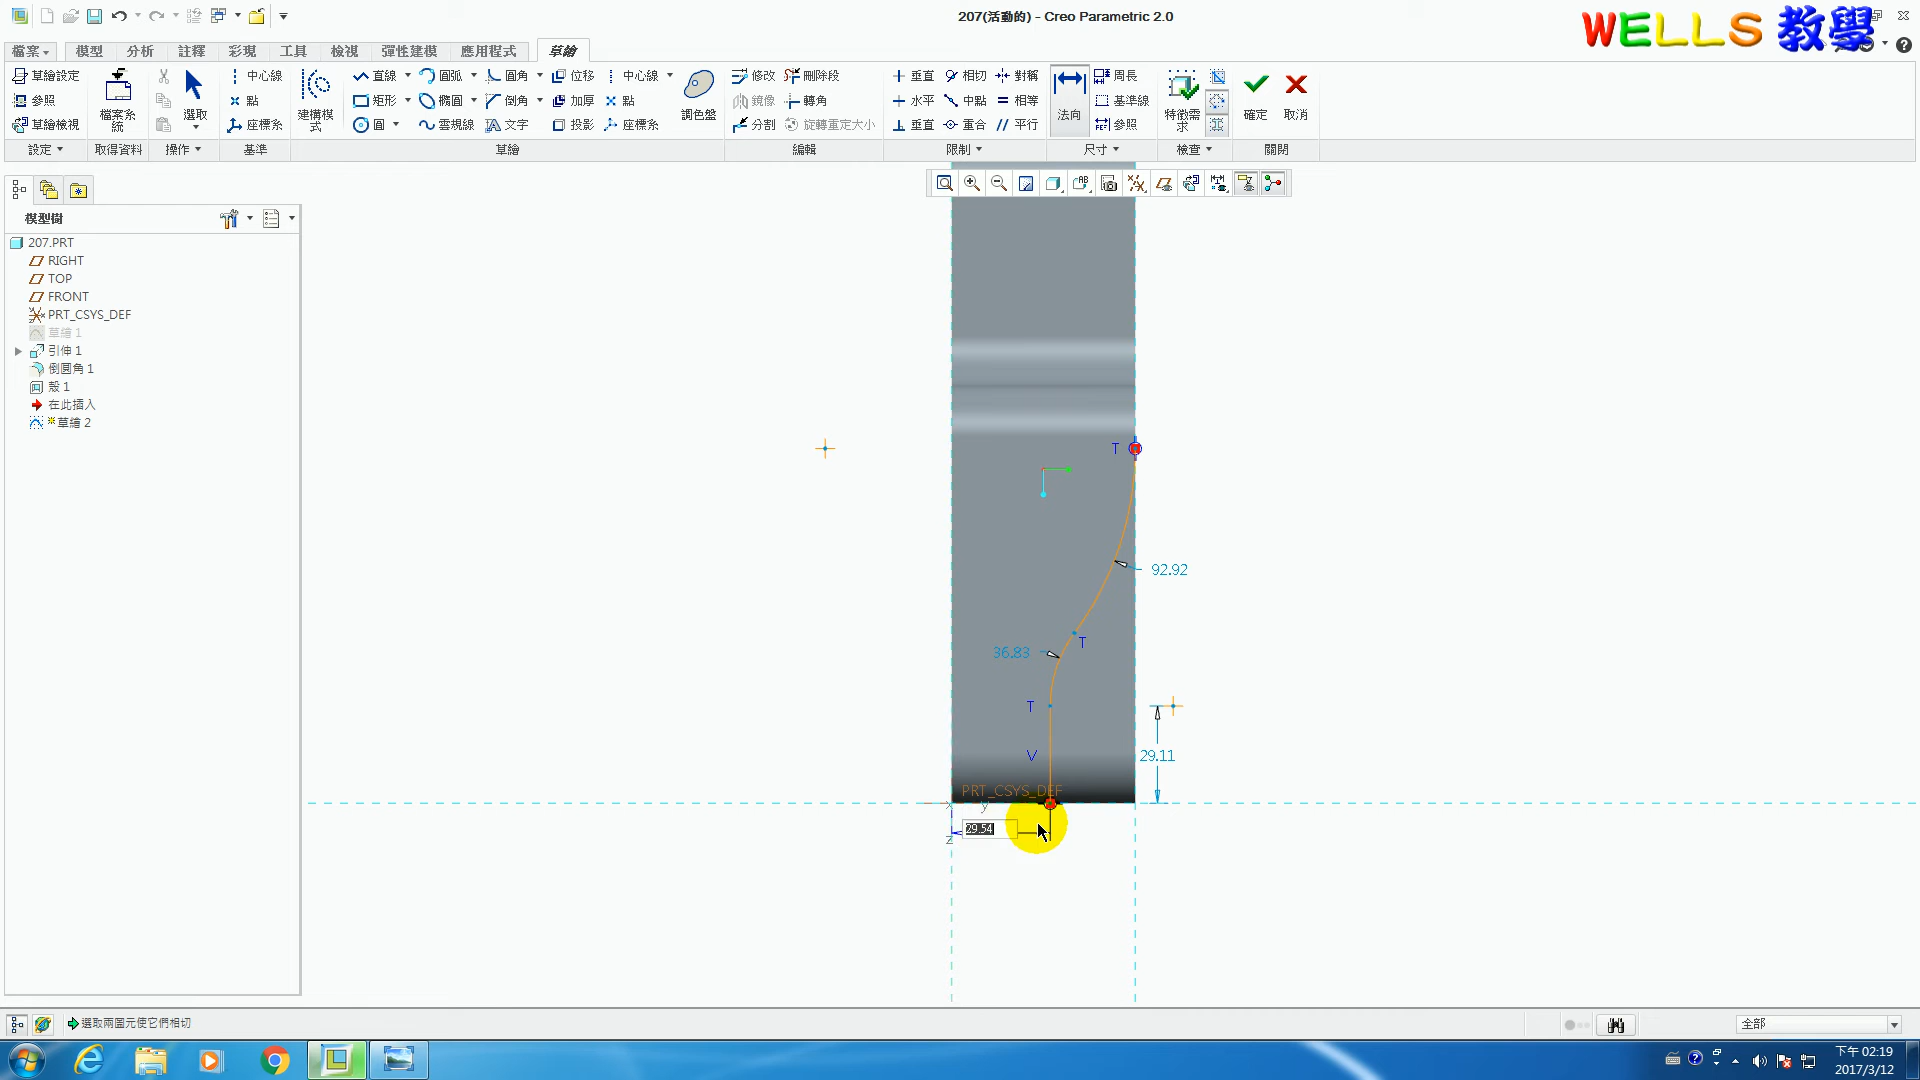 207(活動的) - Creo Parametric 2.0
WELLS 教學
檔案 模型 分析 註釋 彩現 工具 檢視 彈性建模 應用程式 草繪
草繪設定 中心線 直線 圓弧 圓角 位移 中心線 修改 刪除段 垂直 相切 對稱 周長
參照 點 矩形 橢圓 倒角 加厚 點 鏡像 轉角 水平 中點 相等 基準線
草繪檢視 座標系 圓 雲規線 文字 投影 座標系 分割 旋轉重定大小 垂直 重合 平行 參照
檔案系統 選取 建構模式 調色盤 法向 特徵需求 確定 取消
設定 取得資料 操作 基準 草繪 編輯 限制 尺寸 檢查 關閉
模型樹
207.PRT
RIGHT
TOP
FRONT
PRT_CSYS_DEF
草繪 1
引伸 1
倒圓角 1
殼 1
在此插入
草繪 2
T
92.92
T
36.83
T
V
29.11
PRT_CSYS_DEF
X
y
29.54
Z
選取兩圖元使它們相切
全部
下午 02:19
2017/3/12